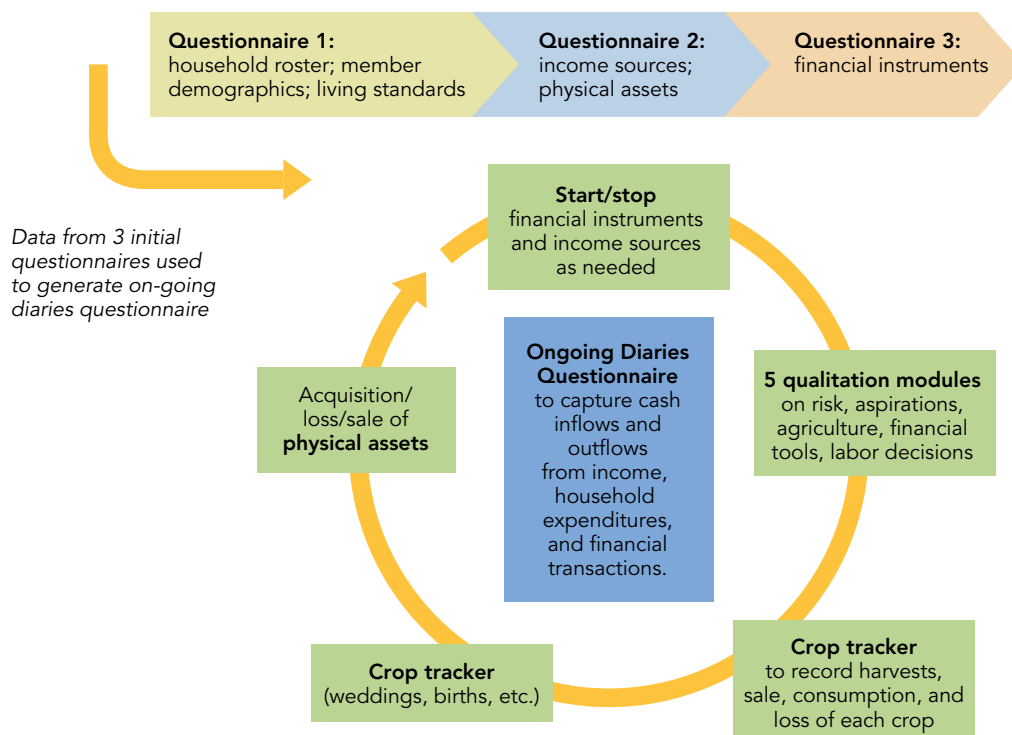 Questionnaire 1:
household roster; member
demographics; living standards
Questionnaire 2:
income sources;
physical assets
Questionnaire 3:
financial instruments
Data from 3 initial
questionnaires used
to generate on-going
diaries questionnaire
Start/stop
financial instruments
and income sources
as needed
Ongoing Diaries
Questionnaire
to capture cash
inflows and
outflows
from income,
household
expenditures,
and financial
transactions.
5 qualitation modules
on risk, aspirations,
agriculture, financial
tools, labor decisions
Crop tracker
to record harvests,
sale, consumption, and
loss of each crop
Crop tracker
(weddings, births, etc.)
Acquisition/
loss/sale of
physical assets